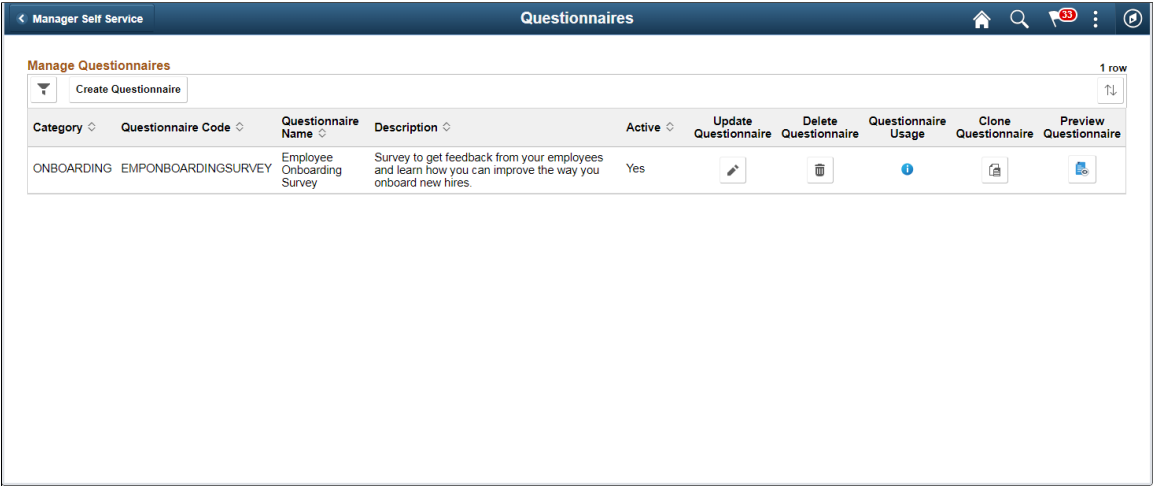 Manager Self Service
Questionnaires
33
Manage Questionnaires
1 row
Create Questionnaire
Category
Questionnaire Code
Questionnaire
Name
Description
Active
Update
Questionnaire
Delete
Questionnaire
Questionnaire
Usage
Clone
Questionnaire
Preview
Questionnaire
ONBOARDING
EMPONBOARDINGSURVEY
Employee
Onboarding
Survey
Survey to get feedback from your employees
and learn how you can improve the way you
onboard new hires.
Yes